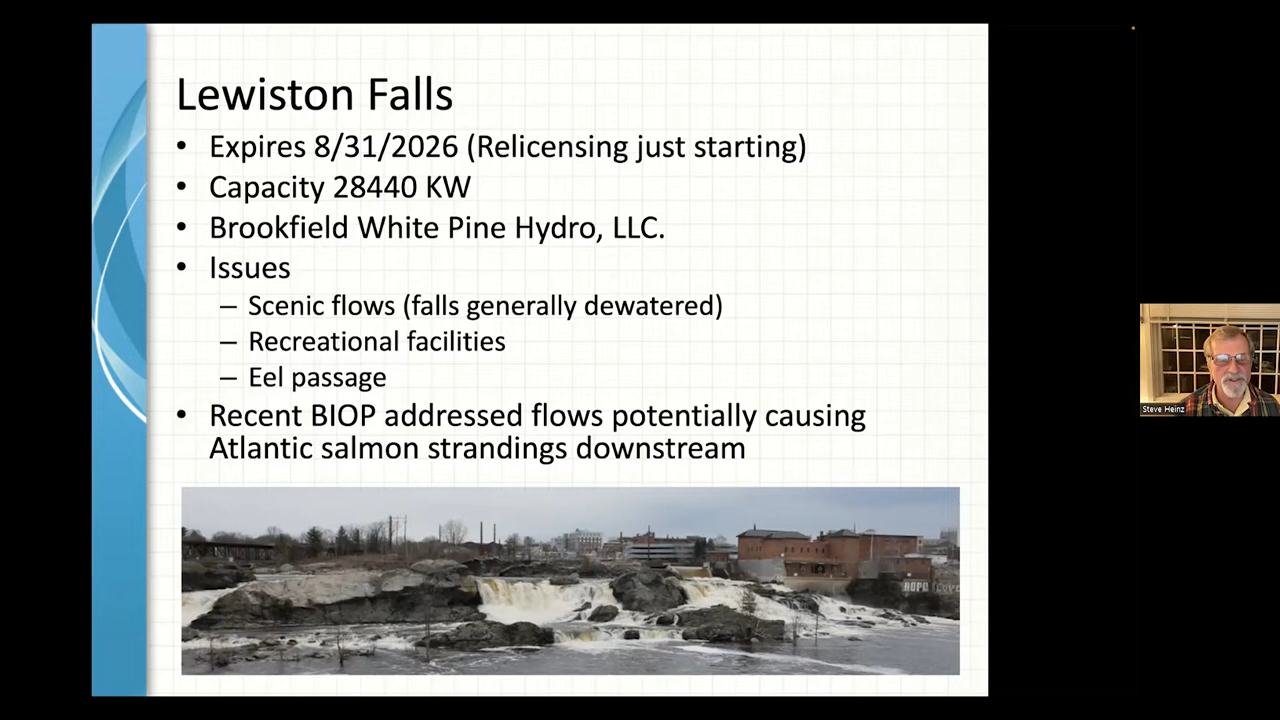 Lewiston Falls
• Expires 8/31/2026 (Relicensing just starting)
• Capacity 28440 KW
• Brookfield White Pine Hydro, LLC.
• Issues
– Scenic flows (falls generally dewatered)
– Recreational facilities
– Eel passage
• Recent BIOP addressed flows potentially causing
Atlantic salmon strandings downstream
HOPE
Steve Heinz